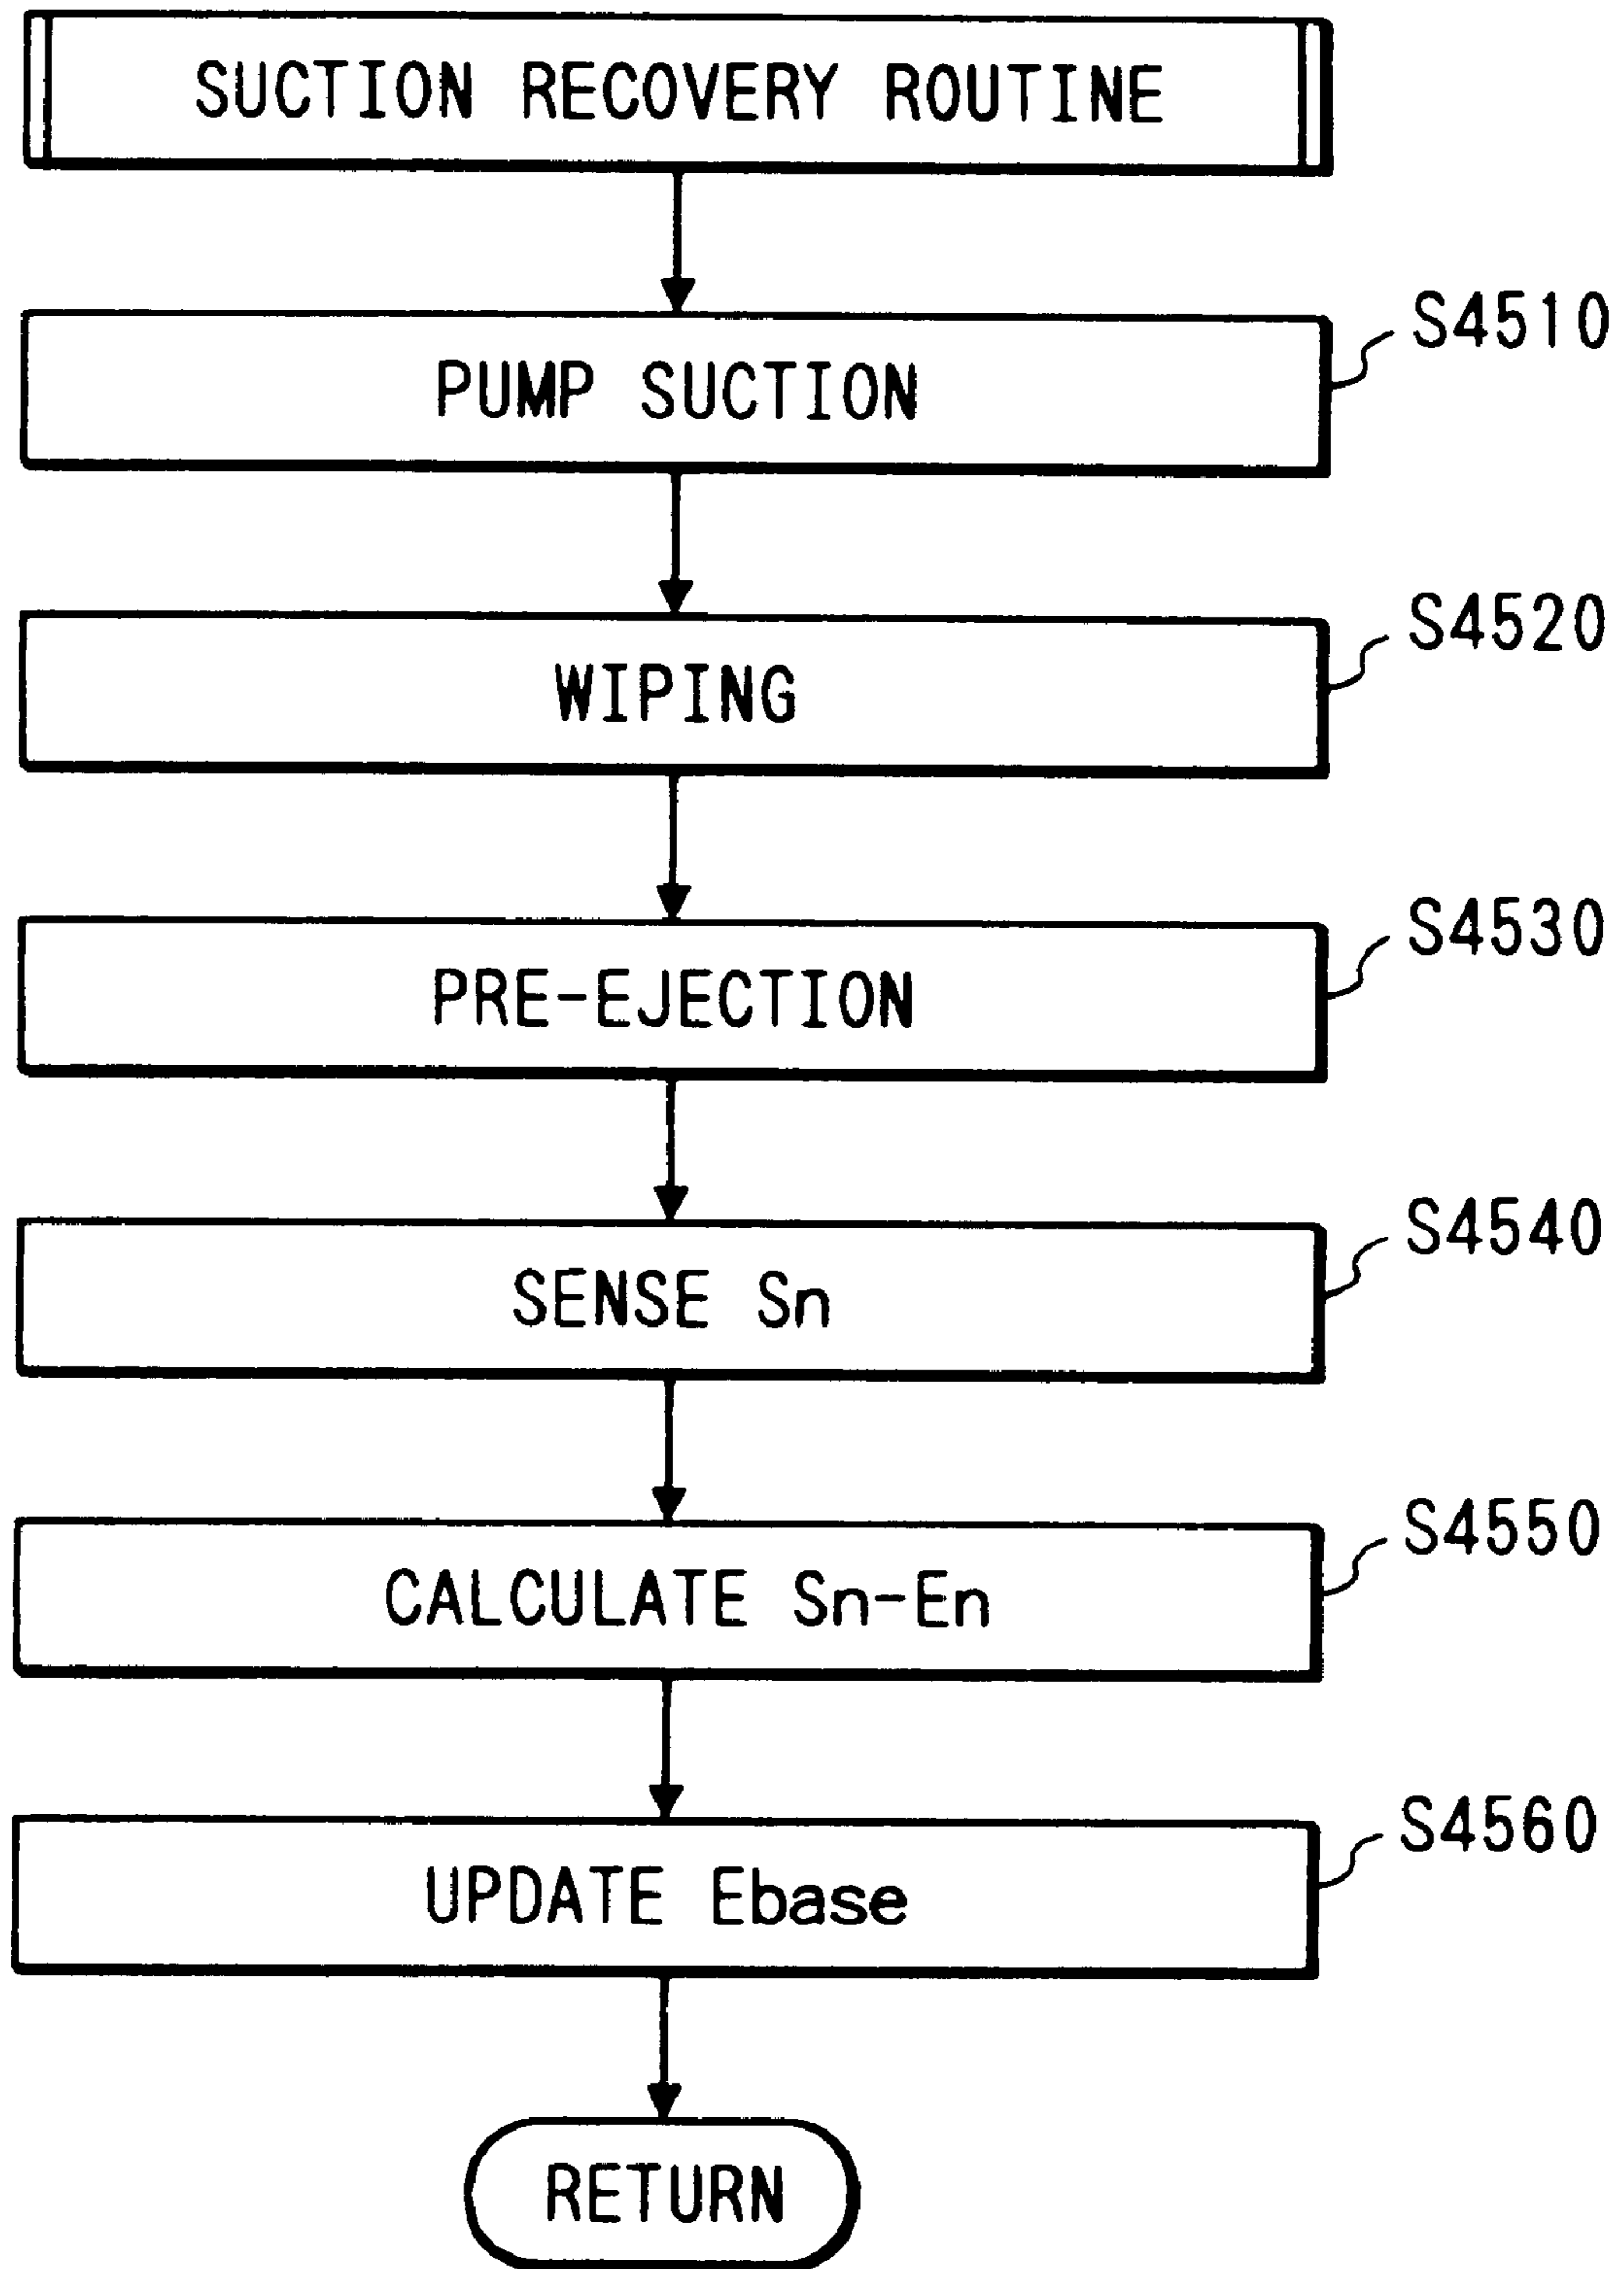 SUCTION RECOVERY ROUTINE
S4510
PUMP SUCTION
S4520
WIPING
S4530
PRE-EJECTION
S4540
SENSE Sn
S4550
CALCULATE Sn-En
S4560
UPDATE Ebase
RETURN